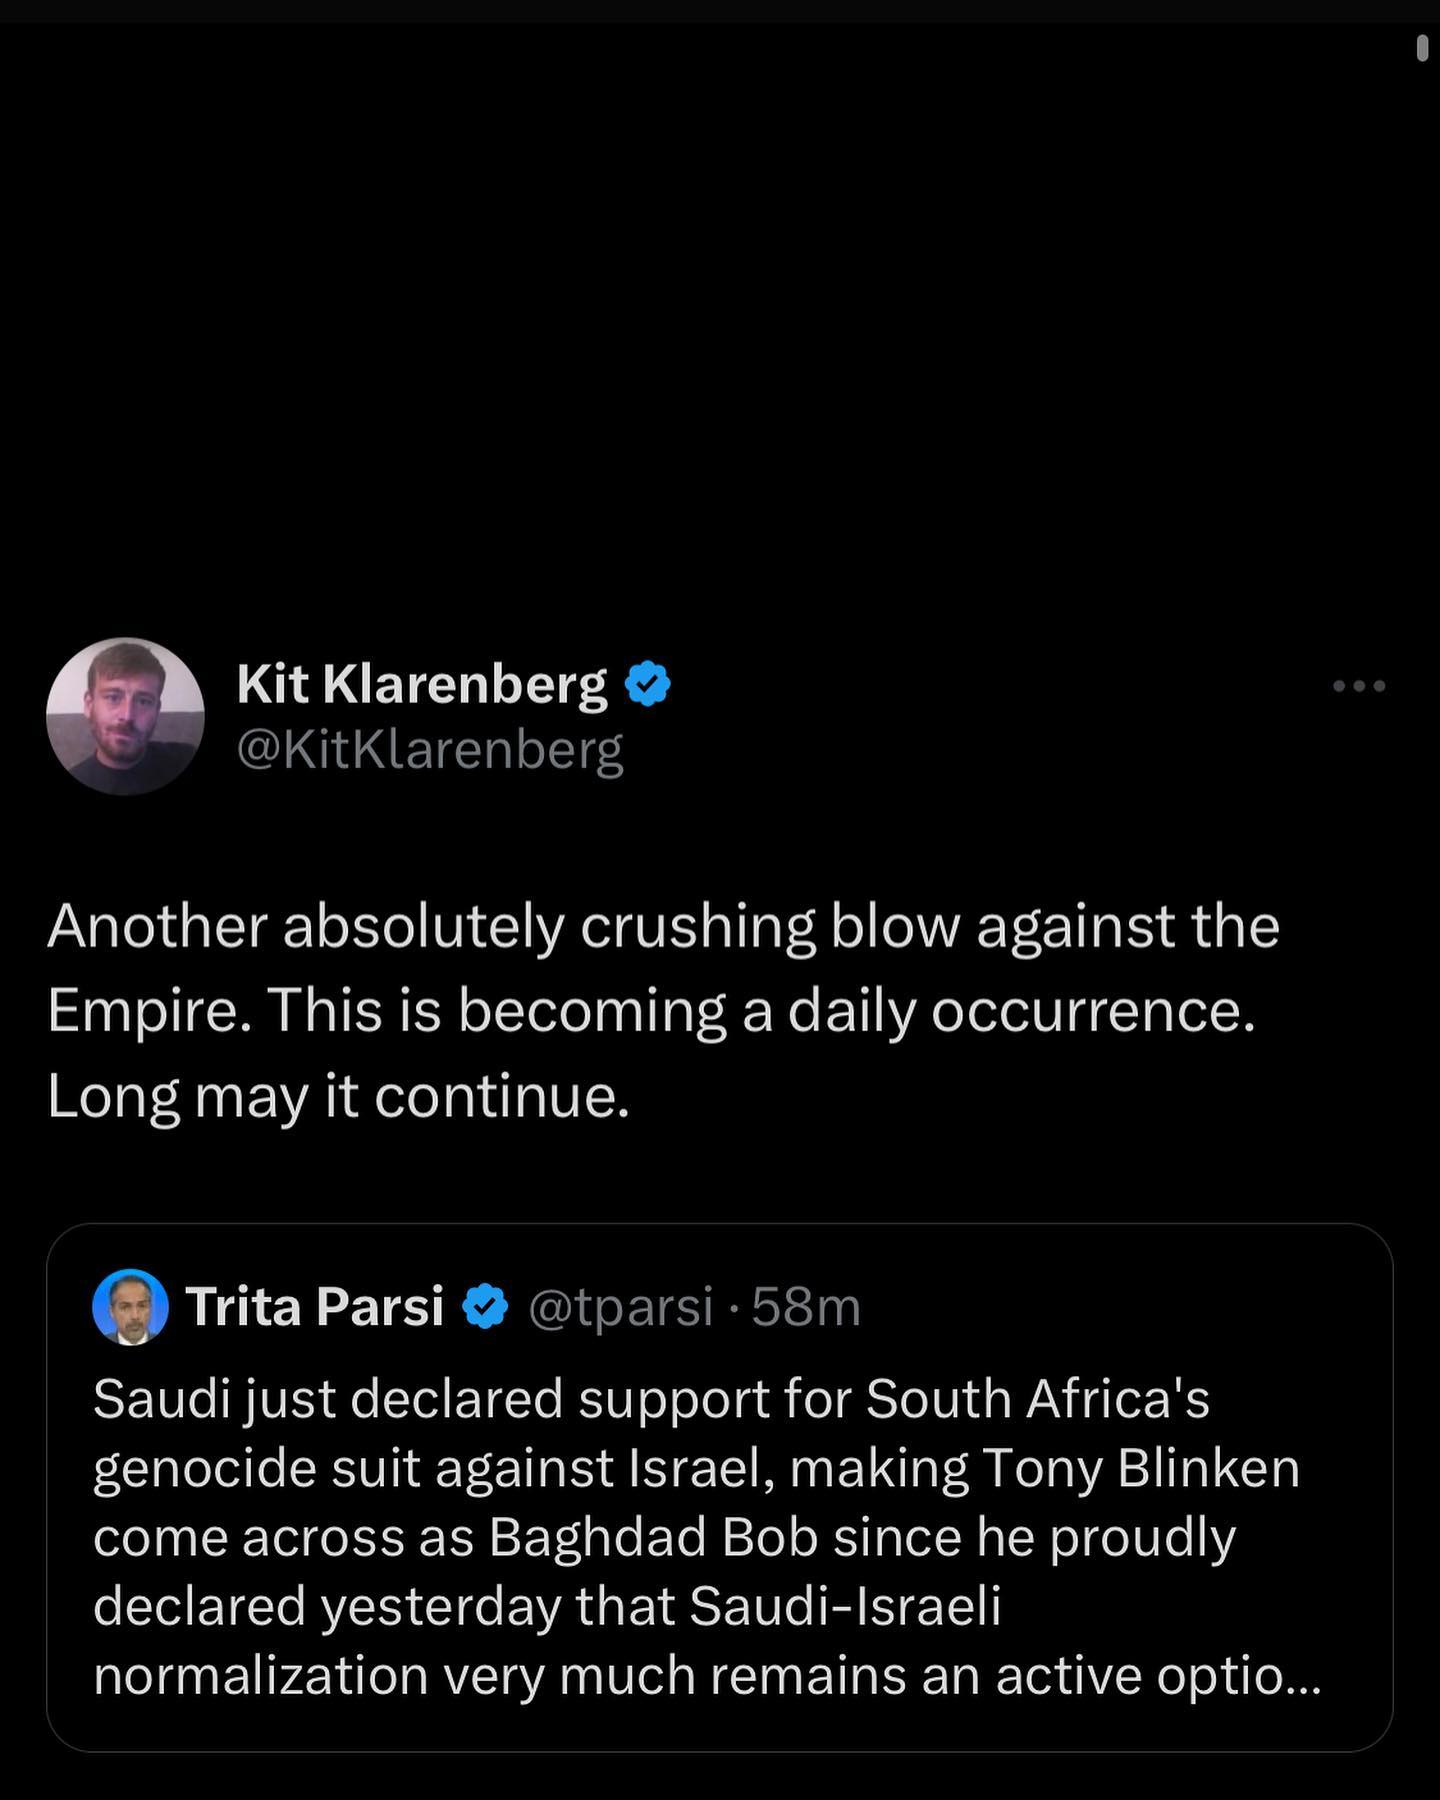 Kit Klarenberg
@KitKlarenberg
Another absolutely crushing blow against the
Empire. This is becoming a daily occurrence.
Long may it continue.
Trita Parsi @tparsi · 58m
Saudi just declared support for South Africa's
genocide suit against Israel, making Tony Blinken
come across as Baghdad Bob since he proudly
declared yesterday that Saudi-Israeli
normalization very much remains an active optio...